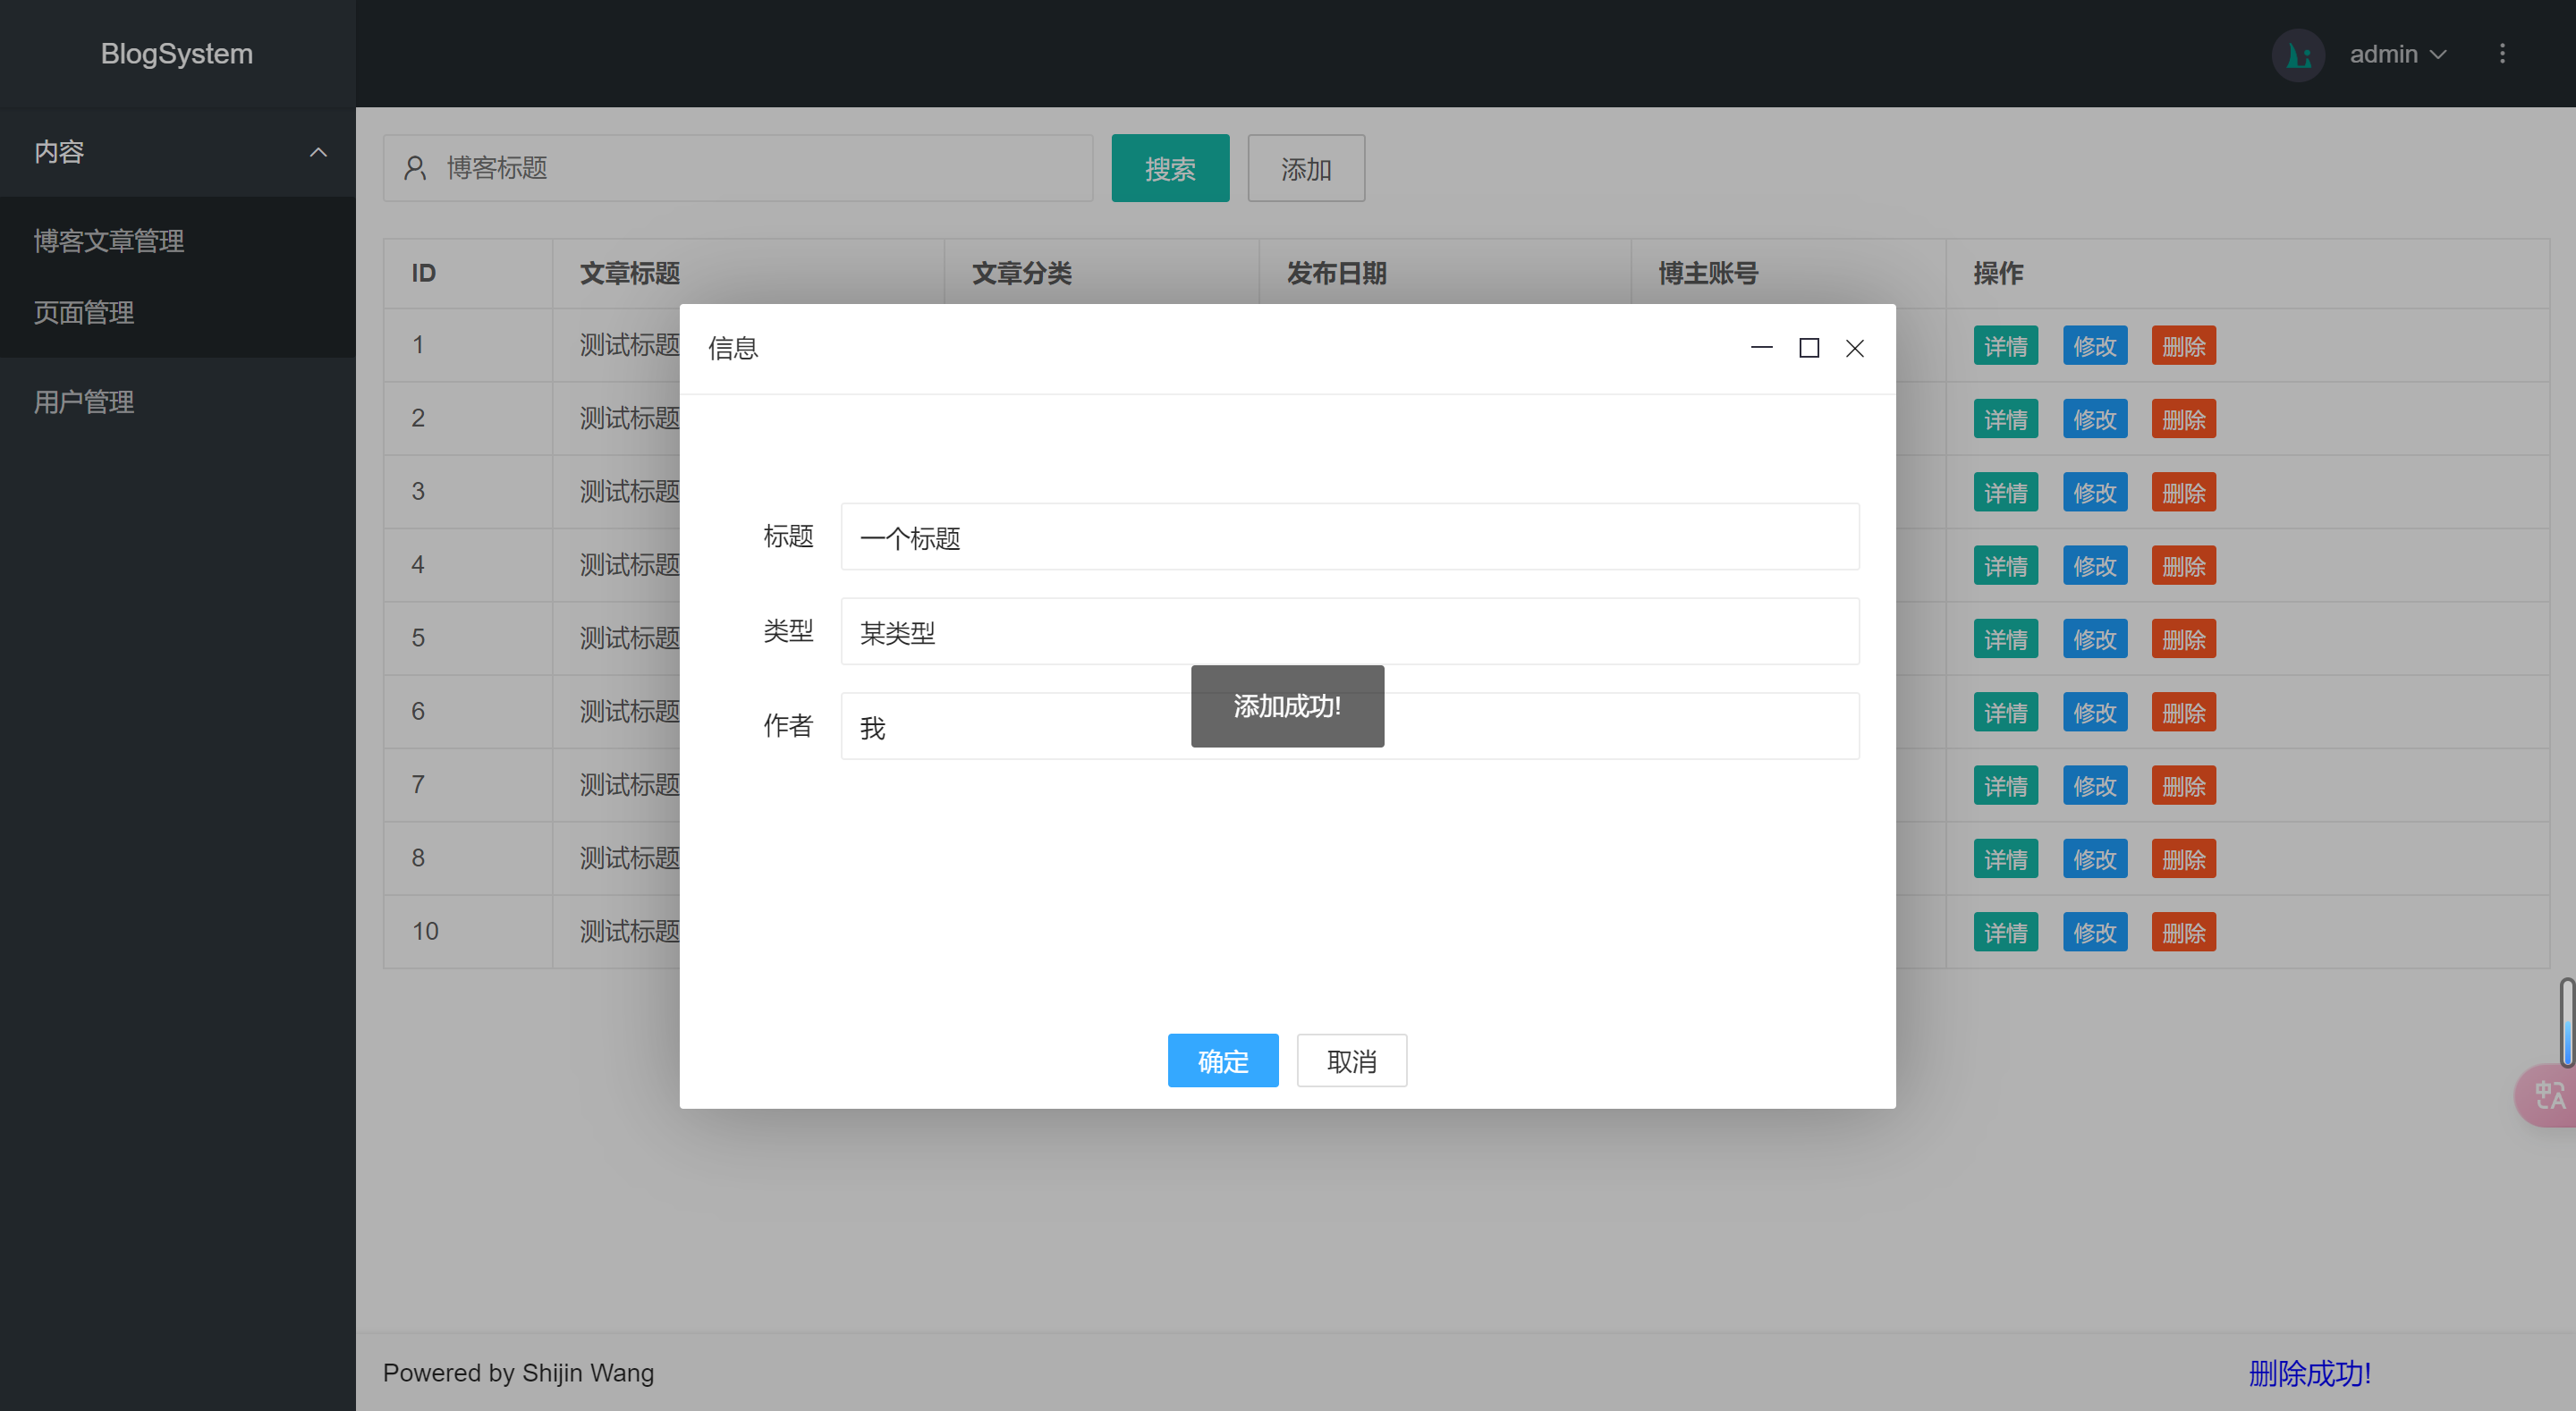 BlogSystem
admin
内容
博客文章管理
页面管理
用户管理
博客标题 搜索 添加
ID 文章标题 文章分类 发布日期 博主账号 操作
1 测试标题 详情 修改 删除
2 测试标题 详情 修改 删除
3 测试标题 详情 修改 删除
4 测试标题 详情 修改 删除
5 测试标题 详情 修改 删除
6 测试标题 详情 修改 删除
7 测试标题 详情 修改 删除
8 测试标题 详情 修改 删除
10 测试标题 详情 修改 删除
信息
标题 一个标题
类型 某类型
作者 我
添加成功!
确定 取消
中A
Powered by Shijin Wang
删除成功!